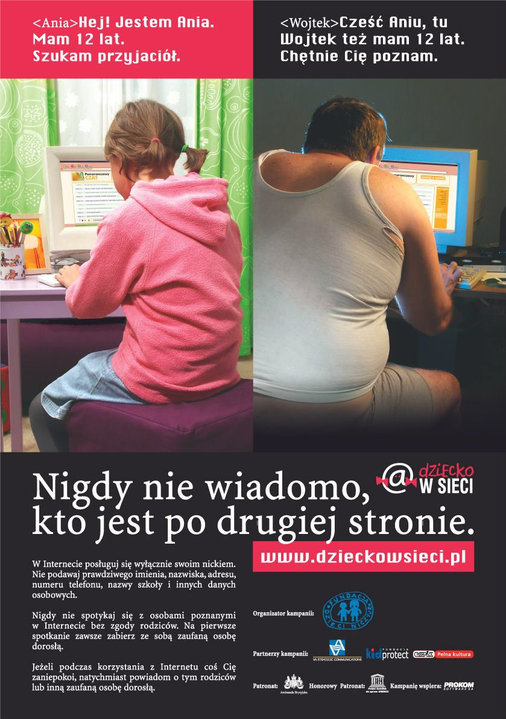 <Ania>Hej! Jestem Ania.
Mam 12 lat.
Szukam przyjaciół.
<Wojtek>Cześć Aniu, tu
Wojtek też mam 12 lat.
Chętnie Cię poznam.
Nigdy nie wiadomo,
kto jest po drugiej stronie.
@ dziecko
W SIECI
www.dzieckowsieci.pl
W Internecie posługuj się wyłącznie swoim nickiem.
Nie podawaj prawdziwego imienia, nazwiska, adresu,
numeru telefonu, nazwy szkoły i innych danych
osobowych.
Nigdy nie spotykaj się z osobami poznanymi
w Internecie bez zgody rodziców. Na pierwsze
spotkanie zawsze zabierz ze sobą zaufaną osobę
dorosłą.
Jeżeli podczas korzystania z Internetu coś Cię
zaniepokoi, natychmiast powiadom o tym rodziców
lub inną zaufaną osobę dorosłą.
Organizator kampanii:
FUNDACJA
DZIECI NICZYJE
Partnerzy kampanii:
kidprotect
Pełna kultura
Patronat:
Ambasada Brytyjska
Honorowy Patronat:
Kampanię wspiera:
PROKOM